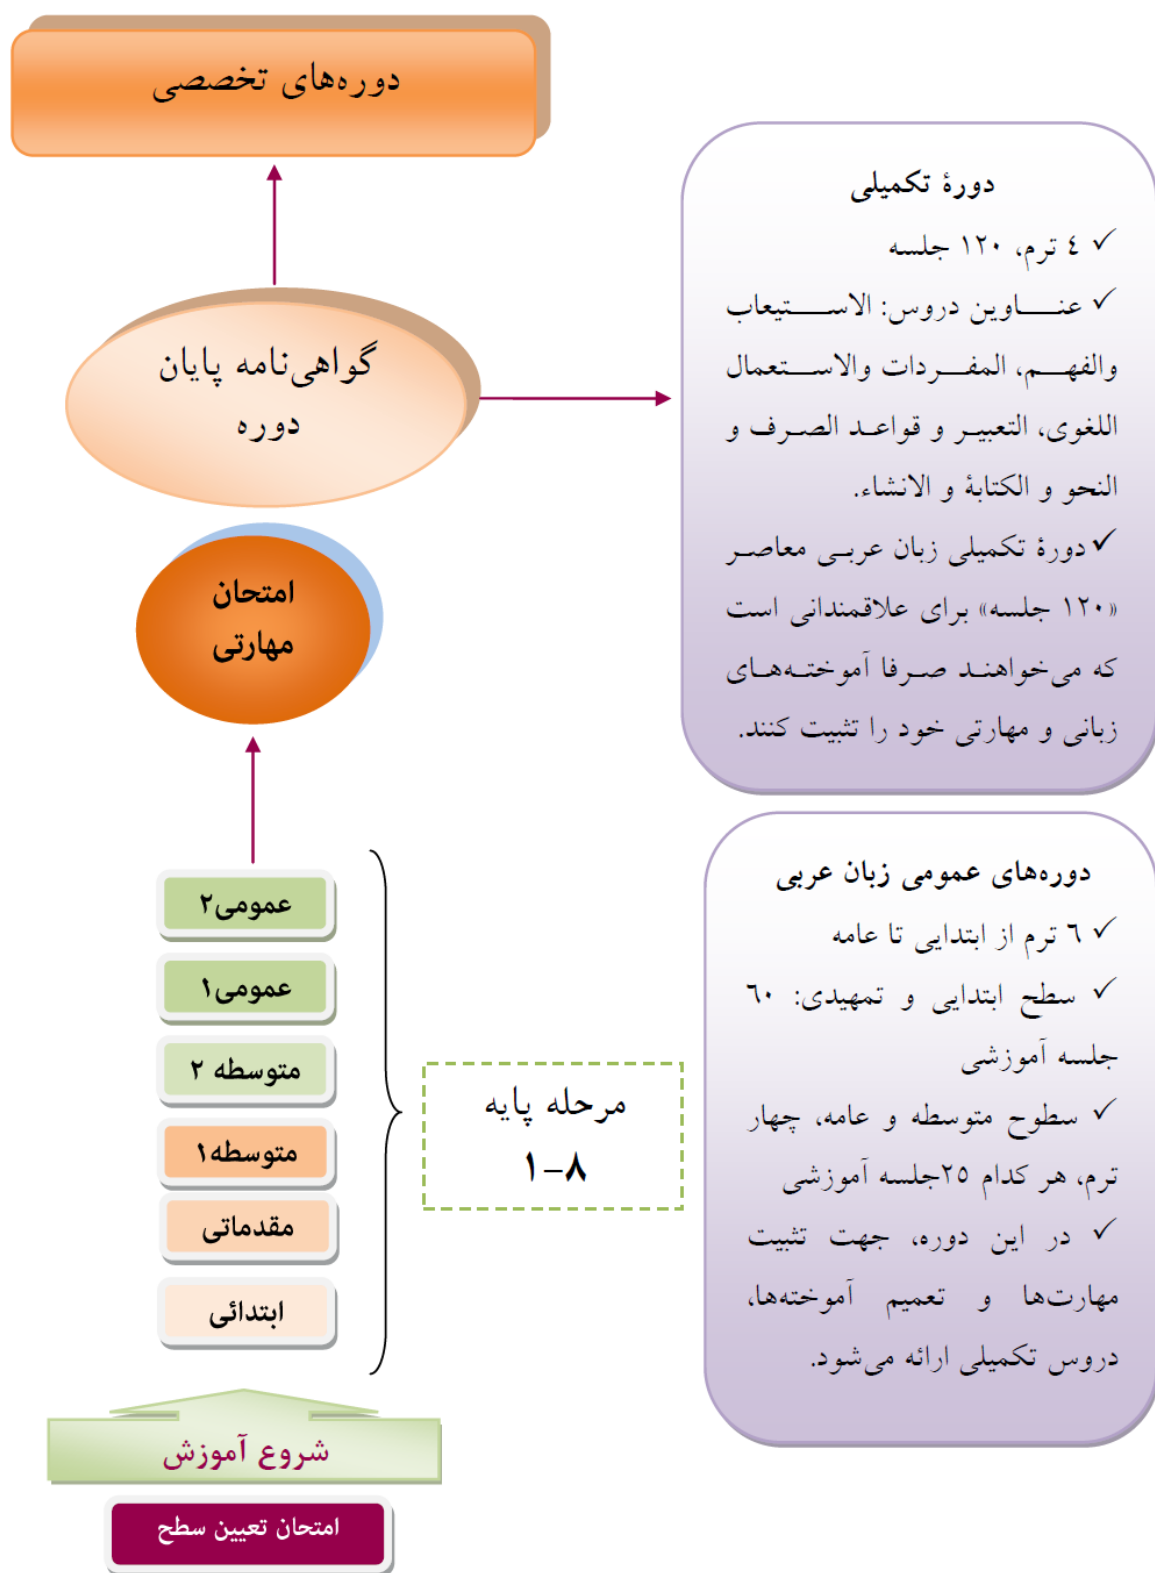 دوره‌های تخصصی
گواهی‌نامه پایان
دوره
امتحان
مهارتی
عمومی۲
عمومی۱
متوسطه ۲
متوسطه۱
مقدماتی
ابتدائی
مرحله پایه
۱-۸
شروع آموزش
امتحان تعیین سطح
دورهٔ تکمیلی
✓ ٤ ترم، ۱۲۰ جلسه
✓ عناوین دروس: الاستیعاب
والفهم، المفردات والاستعمال
اللغوی، التعبیر و قواعد الصرف و
النحو و الکتابهٔ و الانشاء.
✓ دورهٔ تکمیلی زبان عربی معاصر
«۱۲۰ جلسه» برای علاقمندانی است
که می‌خواهند صرفا آموخته‌های
زبانی و مهارتی خود را تثبیت کنند.
دوره‌های عمومی زبان عربی
✓ ٦ ترم از ابتدایی تا عامه
✓ سطح ابتدایی و تمهیدی: ٦۰
جلسه آموزشی
✓ سطوح متوسطه و عامه، چهار
ترم، هر کدام ۲٥جلسه آموزشی
✓ در این دوره، جهت تثبیت
مهارت‌ها و تعمیم آموخته‌ها،
دروس تکمیلی ارائه می‌شود.